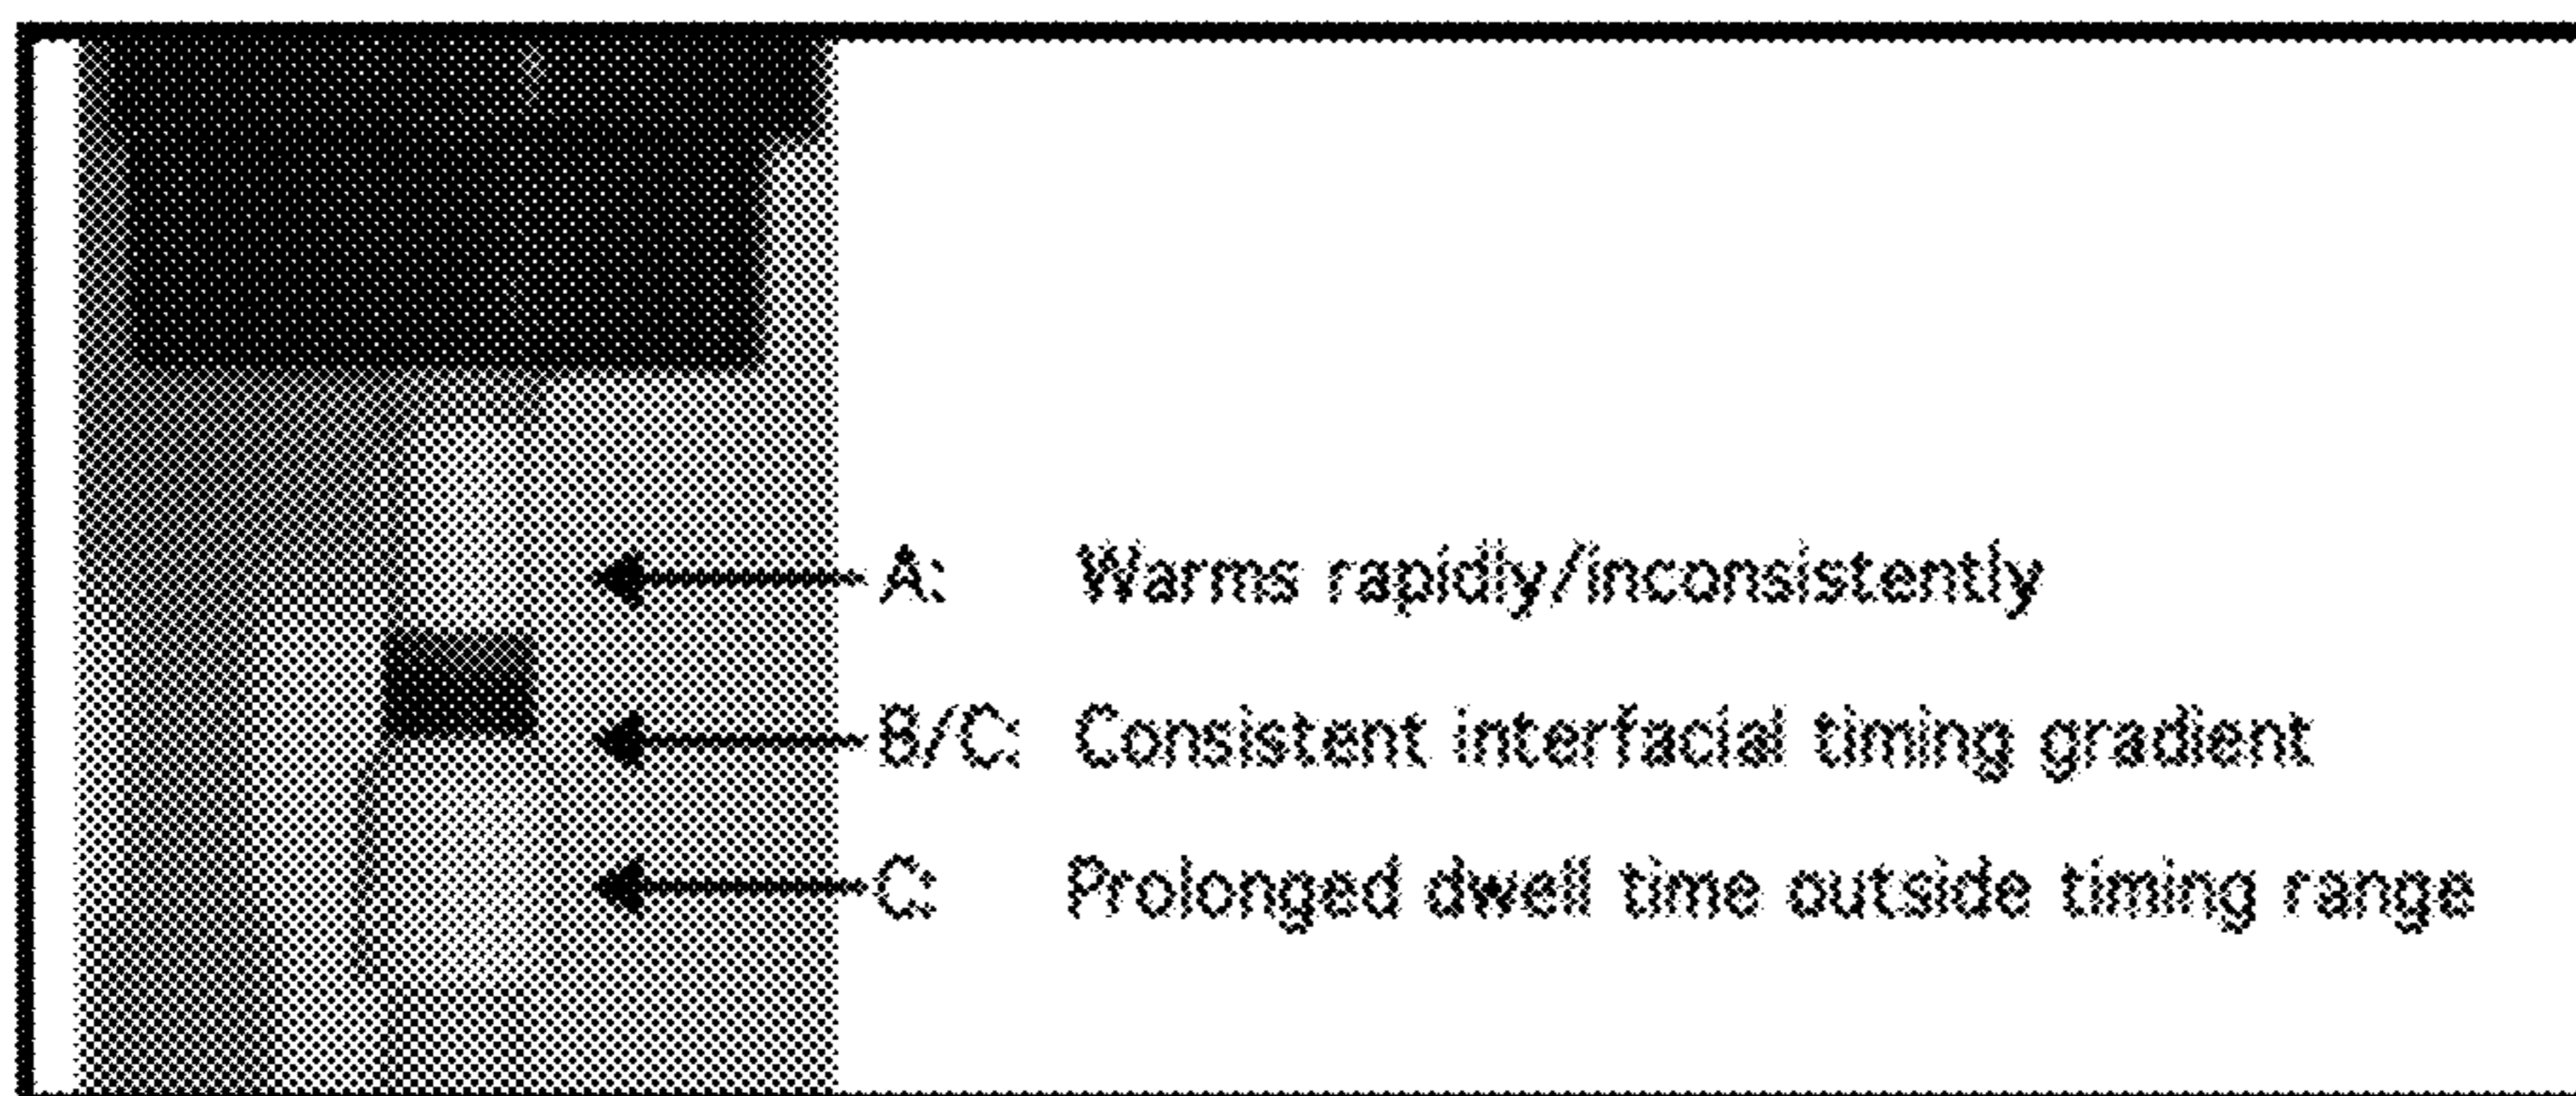 A: Warms rapidly/inconsistently
B/C: Consistent interfacial timing gradient
C: Prolonged dwell time outside timing range